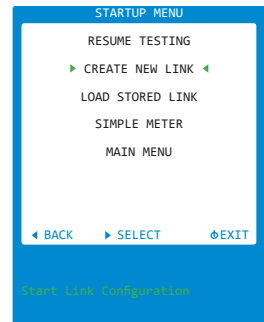 STARTUP MENU
RESUME TESTING
CREATE NEW LINK
LOAD STORED LINK
SIMPLE METER
MAIN MENU
BACK SELECT EXIT
Start Link Configuration